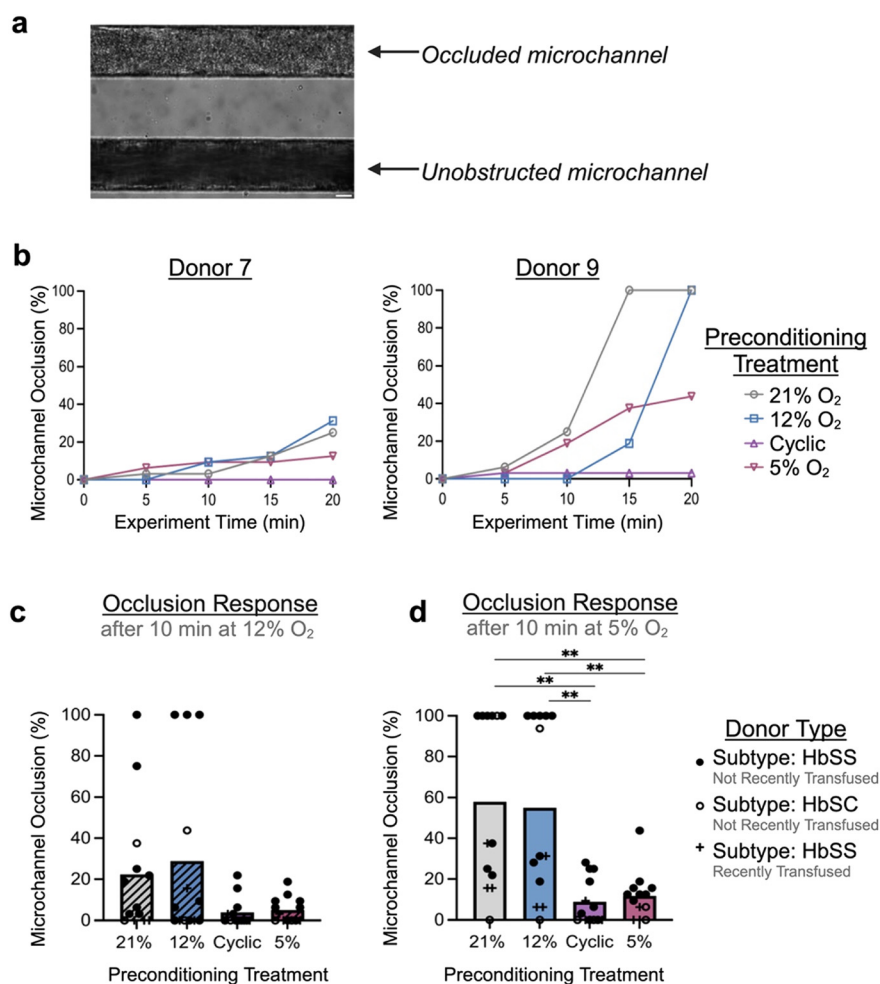 a
Occluded microchannel
Unobstructed microchannel
b
Donor 7
Donor 9
Microchannel Occlusion (%)
100
80
60
40
20
0
0 5 10 15 20
Experiment Time (min)
Microchannel Occlusion (%)
100
80
60
40
20
0
0 5 10 15 20
Experiment Time (min)
Preconditioning
Treatment
21% O₂
12% O₂
Cyclic
5% O₂
c
Occlusion Response
after 10 min at 12% O₂
Microchannel Occlusion (%)
100
80
60
40
20
0
21% 12% Cyclic 5%
Preconditioning Treatment
d
Occlusion Response
after 10 min at 5% O₂
**
**
**
**
Microchannel Occlusion (%)
100
80
60
40
20
0
21% 12% Cyclic 5%
Preconditioning Treatment
Donor Type
Subtype: HbSS
Not Recently Transfused
Subtype: HbSC
Not Recently Transfused
Subtype: HbSS
Recently Transfused